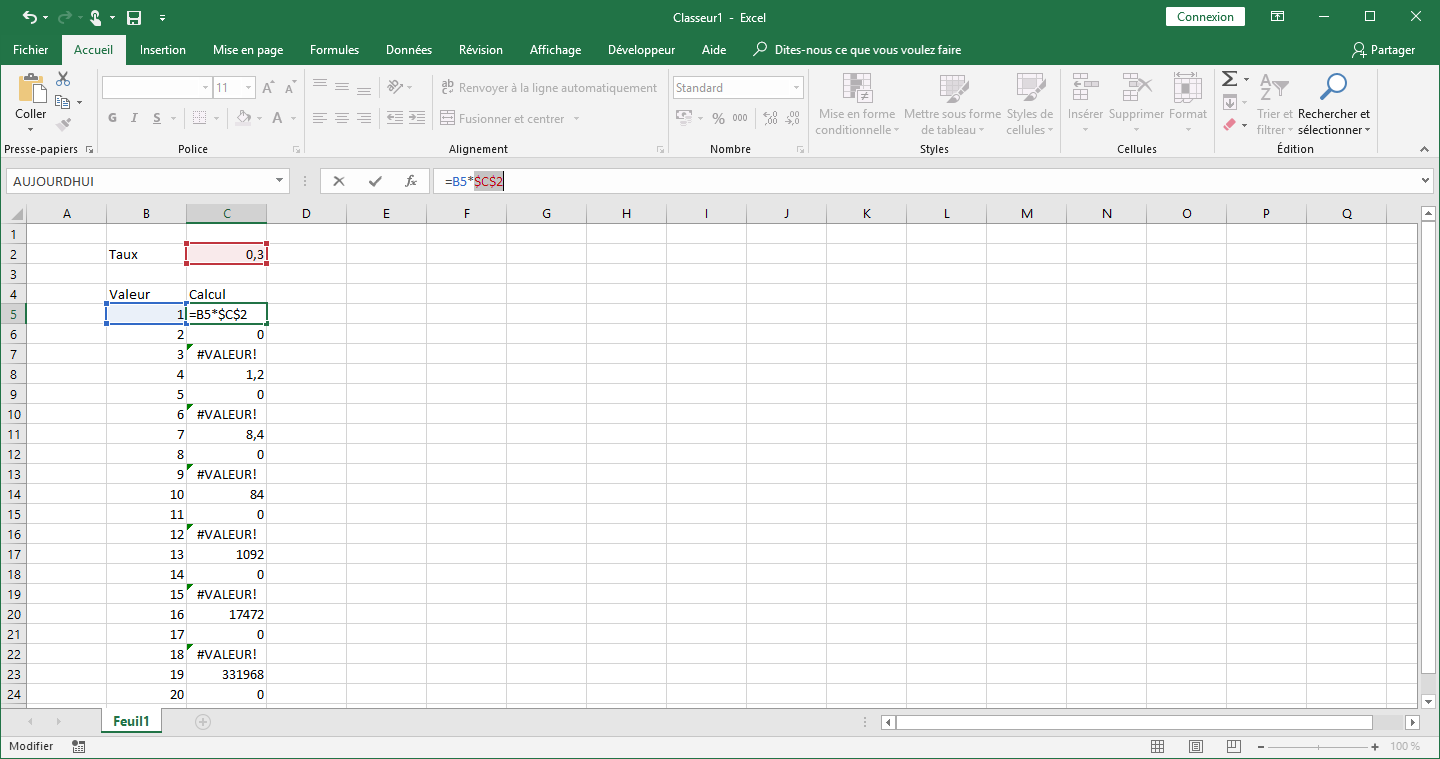 Classeur1 - Excel
Connexion
Fichier Accueil Insertion Mise en page Formules Données Révision Affichage Développeur Aide Dites-nous ce que vous voulez faire Partager
11
ab Renvoyer à la ligne automatiquement
Standard
Coller
G I S A
Fusionner et centrer
% 000
Mise en forme conditionnelle
Mettre sous forme de tableau
Styles de cellules
Insérer Supprimer Format
Trier et filtrer
Rechercher et sélectionner
Presse-papiers Police Alignement Nombre Styles Cellules Édition
AUJOURDHUI fx =B5*$C$2
A B C D E F G H I J K L M N O P Q
1
2 Taux 0,3
3
4 Valeur Calcul
5 1 =B5*$C$2
6 2 0
7 3 #VALEUR!
8 4 1,2
9 5 0
10 6 #VALEUR!
11 7 8,4
12 8 0
13 9 #VALEUR!
14 10 84
15 11 0
16 12 #VALEUR!
17 13 1092
18 14 0
19 15 #VALEUR!
20 16 17472
21 17 0
22 18 #VALEUR!
23 19 331968
24 20 0
Feuil1
Modifier 100 %